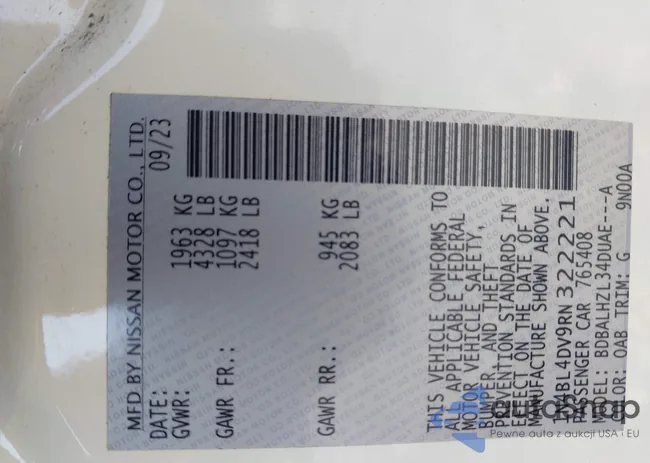 MFD BY NISSAN MOTOR CO., LTD.
DATE: 09/23
GVWR: 1963 KG
4328 LB
GAWR FR.: 1097 KG
2418 LB
GAWR RR.: 945 KG
2083 LB
THIS VEHICLE CONFORMS TO
ALL APPLICABLE FEDERAL
MOTOR VEHICLE SAFETY,
BUMPER, AND THEFT
PREVENTION STANDARDS IN
EFFECT ON THE DATE OF
MANUFACTURE SHOWN ABOVE.
BL4DV9RN322221
PASSENGER CAR 765408
MODEL: BDBALHZL34DUAE---A
COLOR: QAB TRIM: G 9N00A
Pewne auta z aukcji USA i EU